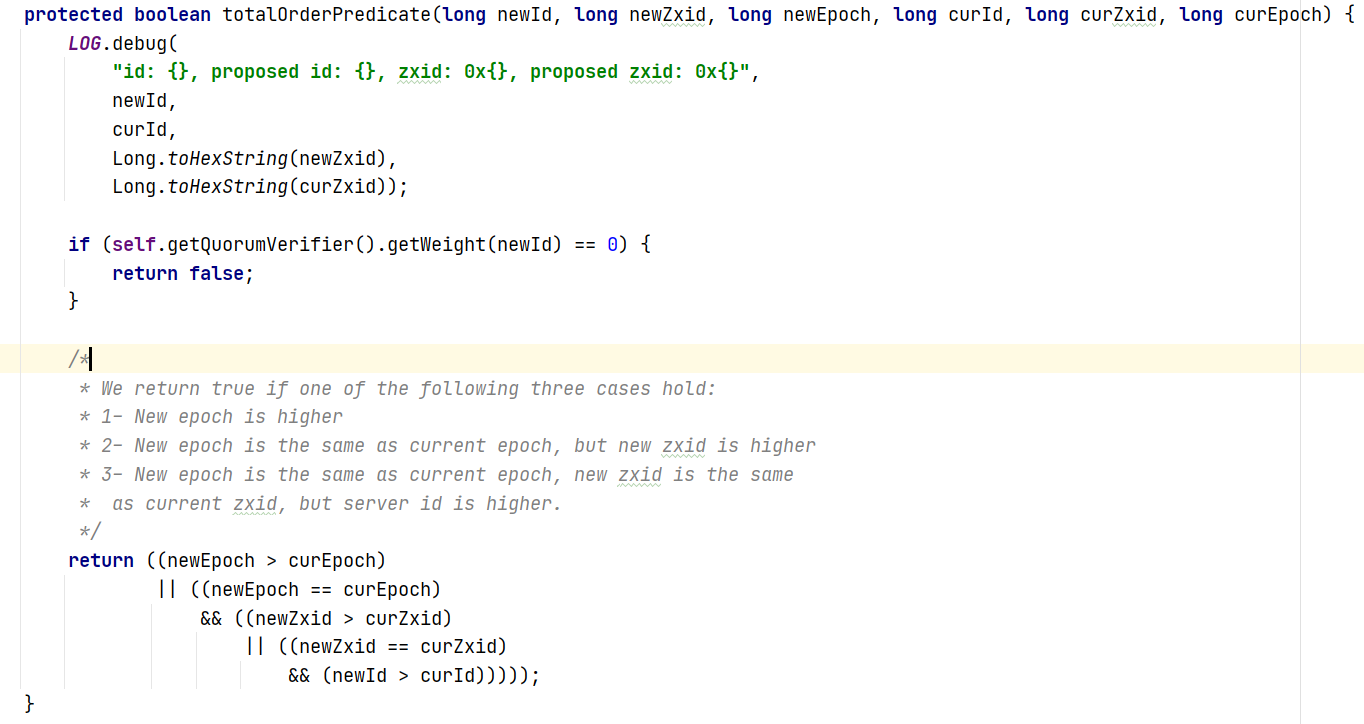 protected boolean totalOrderPredicate(long newId, long newZxid, long newEpoch, long curId, long curZxid, long curEpoch) {
    LOG.debug(
        "id: {}, proposed id: {}, zxid: 0x{}, proposed zxid: 0x{}",
        newId,
        curId,
        Long.toHexString(newZxid),
        Long.toHexString(curZxid));

    if (self.getQuorumVerifier().getWeight(newId) == 0) {
        return false;
    }

    /*
     * We return true if one of the following three cases hold:
     * 1- New epoch is higher
     * 2- New epoch is the same as current epoch, but new zxid is higher
     * 3- New epoch is the same as current epoch, new zxid is the same
     *  as current zxid, but server id is higher.
     */
    return ((newEpoch > curEpoch)
            || ((newEpoch == curEpoch)
                && ((newZxid > curZxid)
                    || ((newZxid == curZxid)
                        && (newId > curId)))));
}